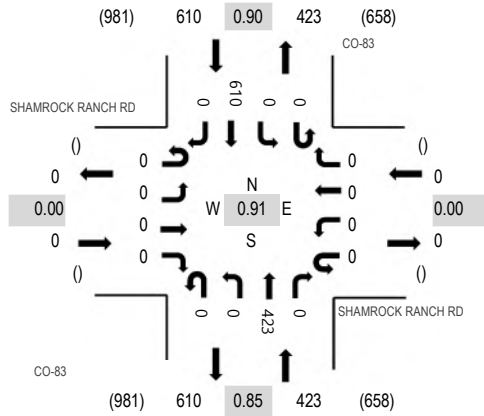 (981) 610 0.90 423 (658)
CO-83
0 610 0 0
SHAMROCK RANCH RD
() ()
0 0 0 0
0 N 0
0.00 W 0.91 E 0.00
0 0 S 0 0
0 0
() ()
0 0 423 0
SHAMROCK RANCH RD
CO-83
(981) 610 0.85 423 (658)